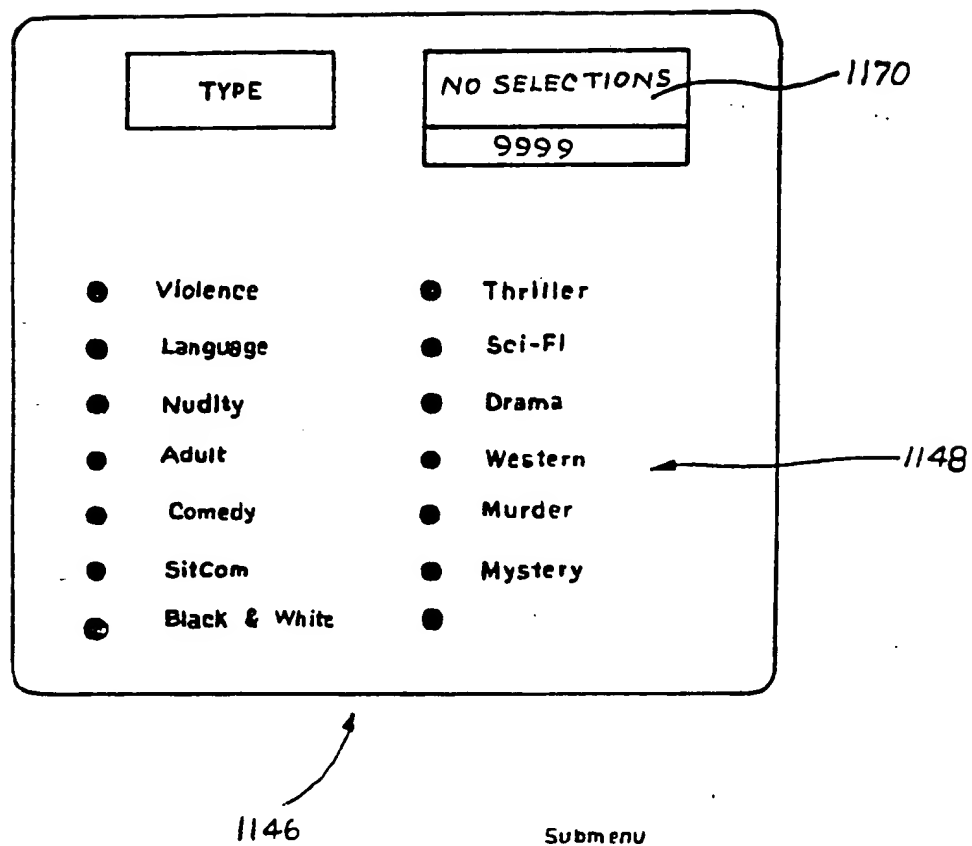 TYPE
NO SELECTIONS
1170
9999
Violence
Thriller
Language
Sci-Fi
Nudity
Drama
Adult
Western
1148
Comedy
Murder
SitCom
Mystery
Black & White
1146
Submenu